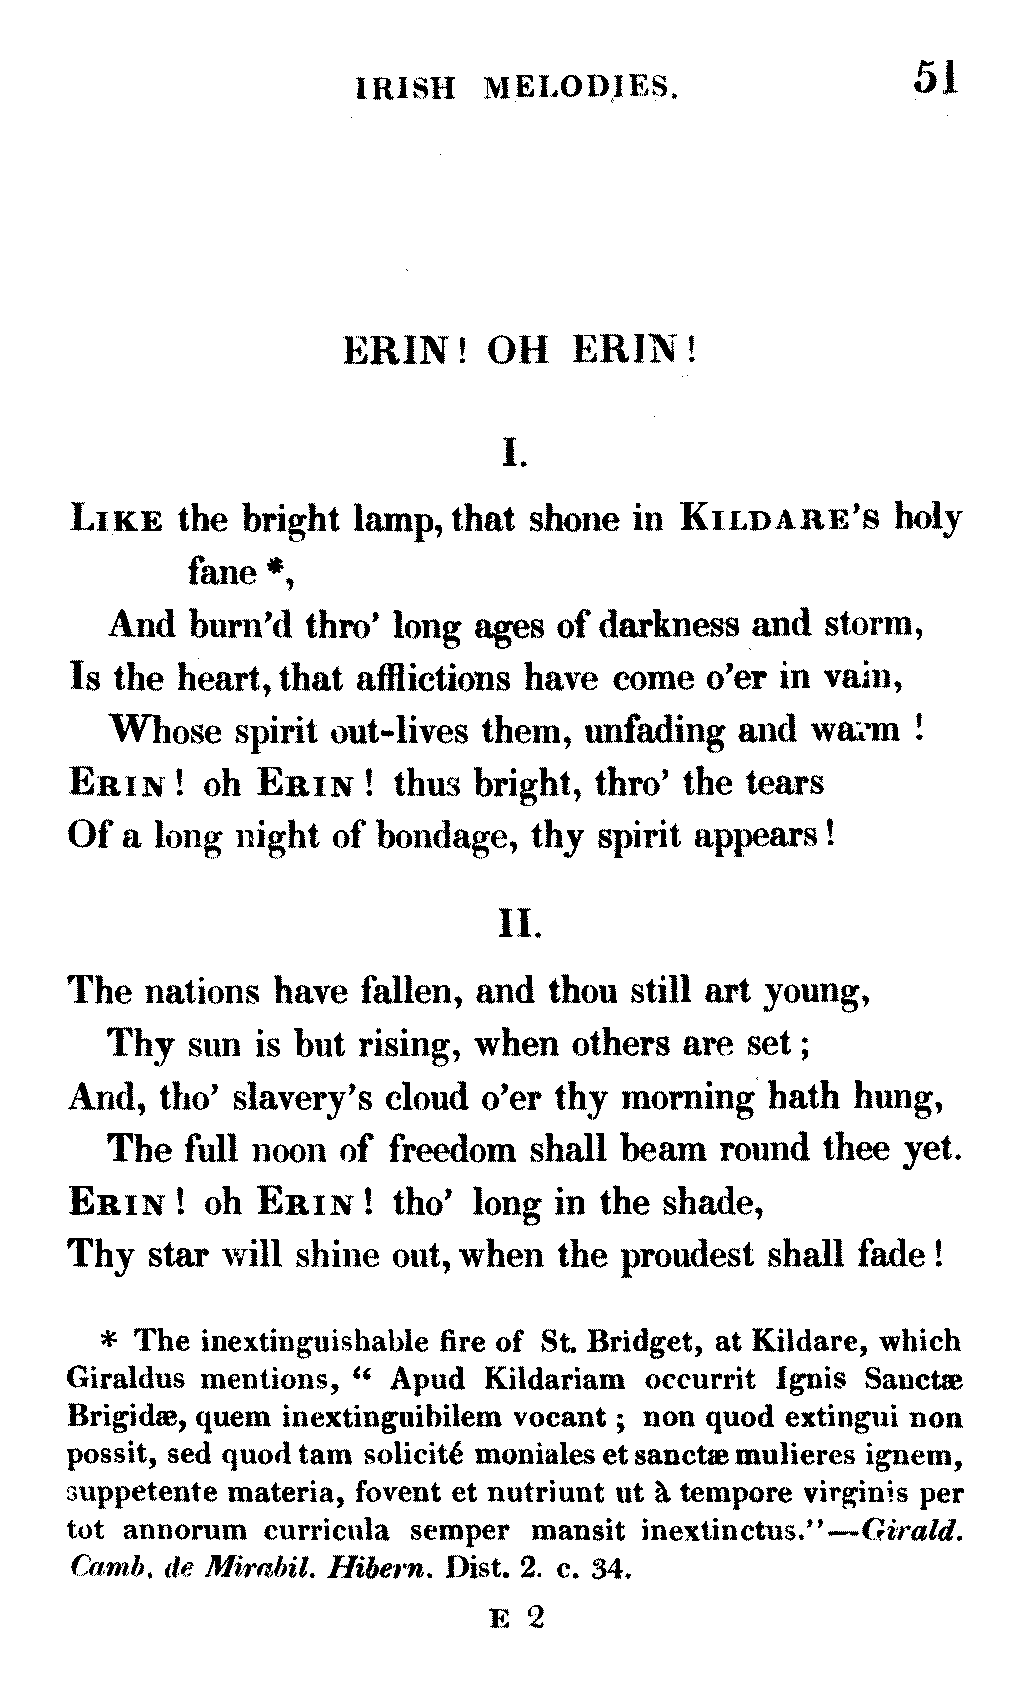 IRISH MELODIES. 51
ERIN! OH ERIN!
I.
LIKE the bright lamp, that shone in KILDARE'S holy
fane *,
And burn'd thro' long ages of darkness and storm,
Is the heart, that afflictions have come o'er in vain,
Whose spirit out-lives them, unfading and warm !
ERIN ! oh ERIN ! thus bright, thro' the tears
Of a long night of bondage, thy spirit appears !
II.
The nations have fallen, and thou still art young,
Thy sun is but rising, when others are set ;
And, tho' slavery's cloud o'er thy morning hath hung,
The full noon of freedom shall beam round thee yet.
ERIN ! oh ERIN ! tho' long in the shade,
Thy star will shine out, when the proudest shall fade !
* The inextinguishable fire of St. Bridget, at Kildare, which
Giraldus mentions, “ Apud Kildariam occurrit Ignis Sanctæ
Brigidæ, quem inextinguibilem vocant ; non quod extingui non
possit, sed quod tam solicité moniales et sanctæ mulieres ignem,
suppetente materia, fovent et nutriunt ut à tempore virginis per
tot annorum curricula semper mansit inextinctus.”—Girald.
Camb. de Mirabil. Hibern. Dist. 2. c. 34.
E 2